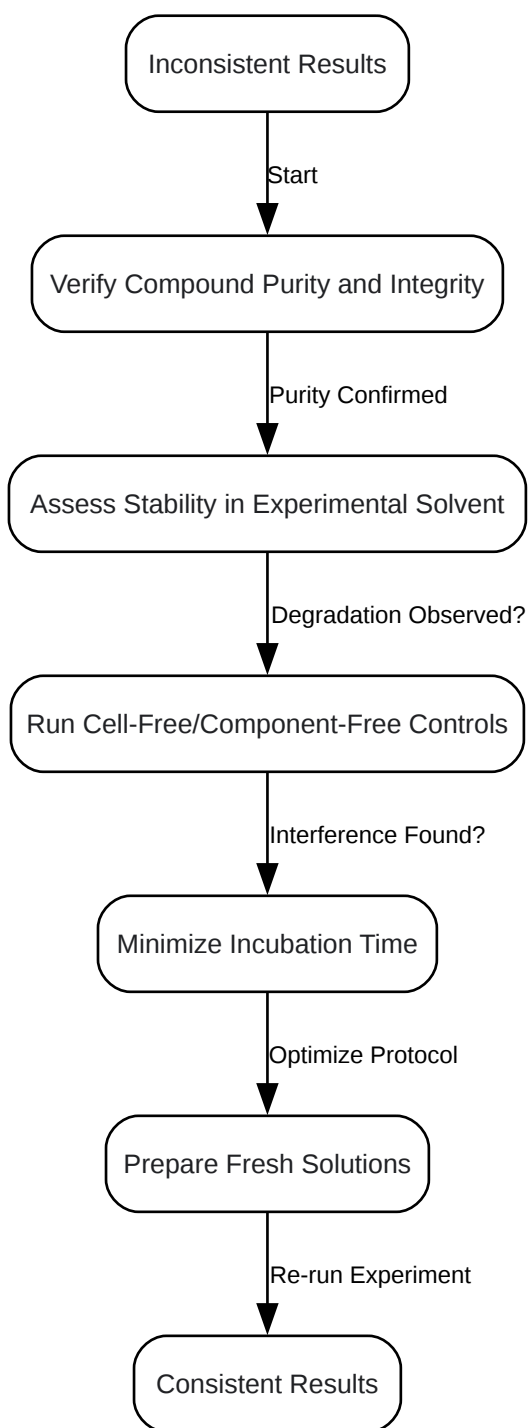 Inconsistent Results
Start
Verify Compound Purity and Integrity
Purity Confirmed
Assess Stability in Experimental Solvent
Degradation Observed?
Run Cell-Free/Component-Free Controls
Interference Found?
Minimize Incubation Time
Optimize Protocol
Prepare Fresh Solutions
Re-run Experiment
Consistent Results